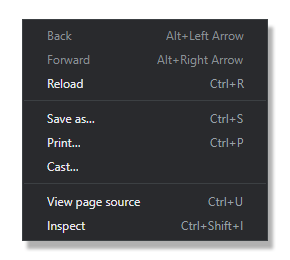 Back Alt+Left Arrow
Forward Alt+Right Arrow
Reload Ctrl+R
Save as... Ctrl+S
Print... Ctrl+P
Cast...
View page source Ctrl+U
Inspect Ctrl+Shift+I